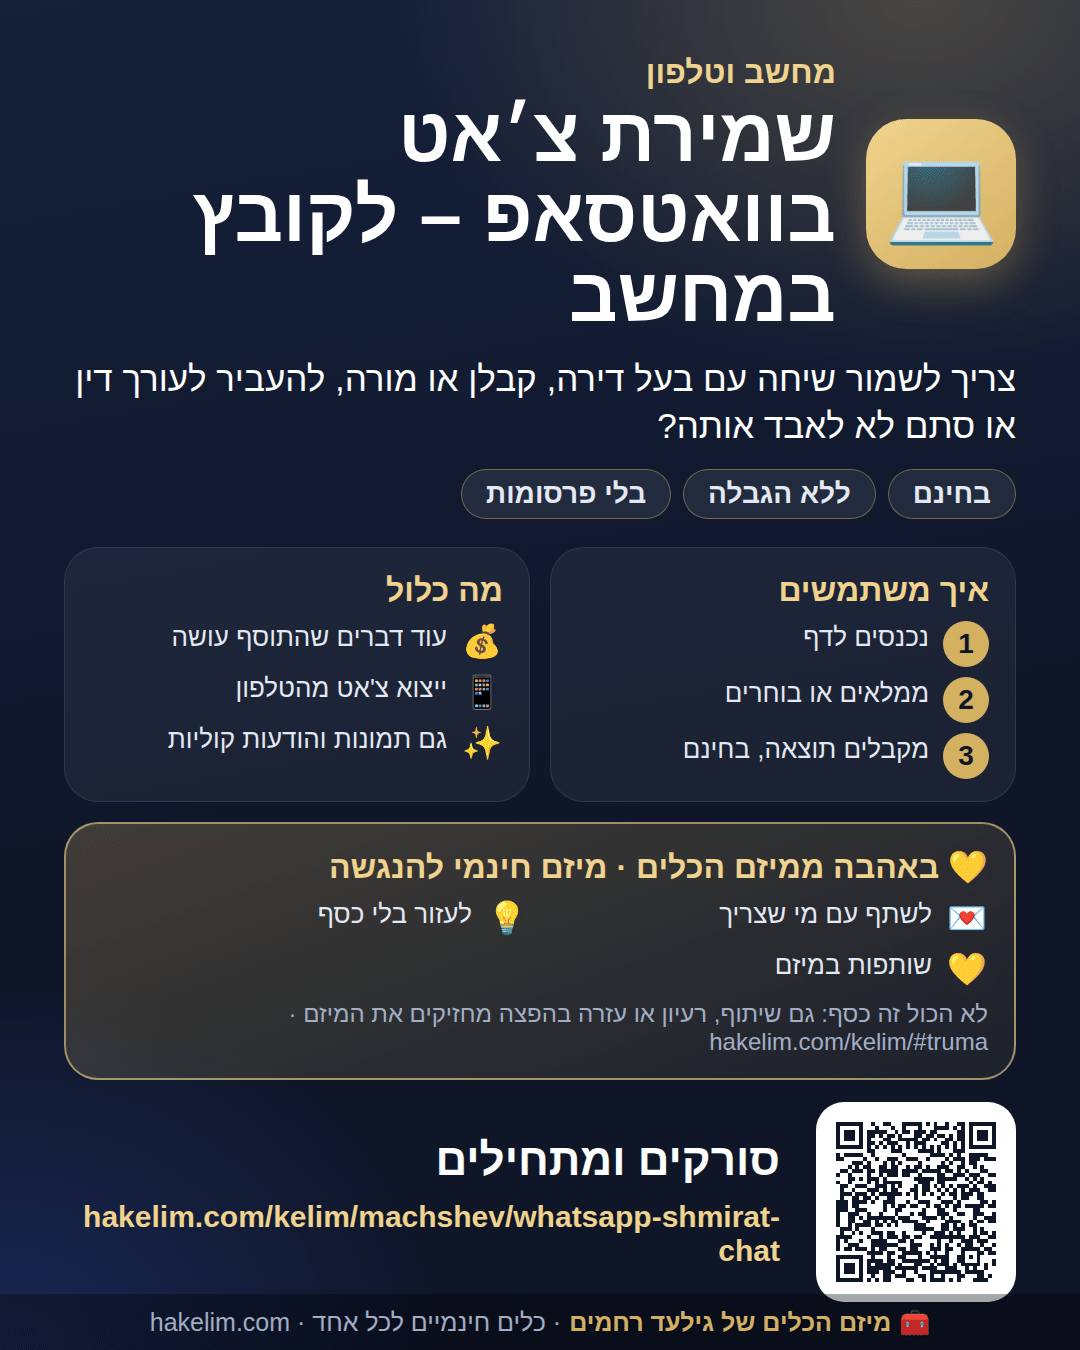 מחשב וטלפון
שמירת צ׳אט
בוואטסאפ – לקובץ
במחשב
צריך לשמור שיחה עם בעל דירה, קבלן או מורה, להעביר לעורך דין
או סתם לא לאבד אותה?
בחינם
ללא הגבלה
בלי פרסומות
איך משתמשים
1 נכנסים לדף
2 ממלאים או בוחרים
3 מקבלים תוצאה, בחינם
מה כלול
עוד דברים שהתוסף עושה
ייצוא צ'אט מהטלפון
גם תמונות והודעות קוליות
באהבה ממיזם הכלים · מיזם חינמי להנגשה
לשתף עם מי שצריך
לעזור בלי כסף
שותפות במיזם
לא הכול זה כסף: גם שיתוף, רעיון או עזרה בהפצה מחזיקים את המיזם ·
hakelim.com/kelim/#truma
סורקים ומתחילים
hakelim.com/kelim/machshev/whatsapp-shmirat-
chat
מיזם הכלים של גילעד רחמים · כלים חינמיים לכל אחד · hakelim.com